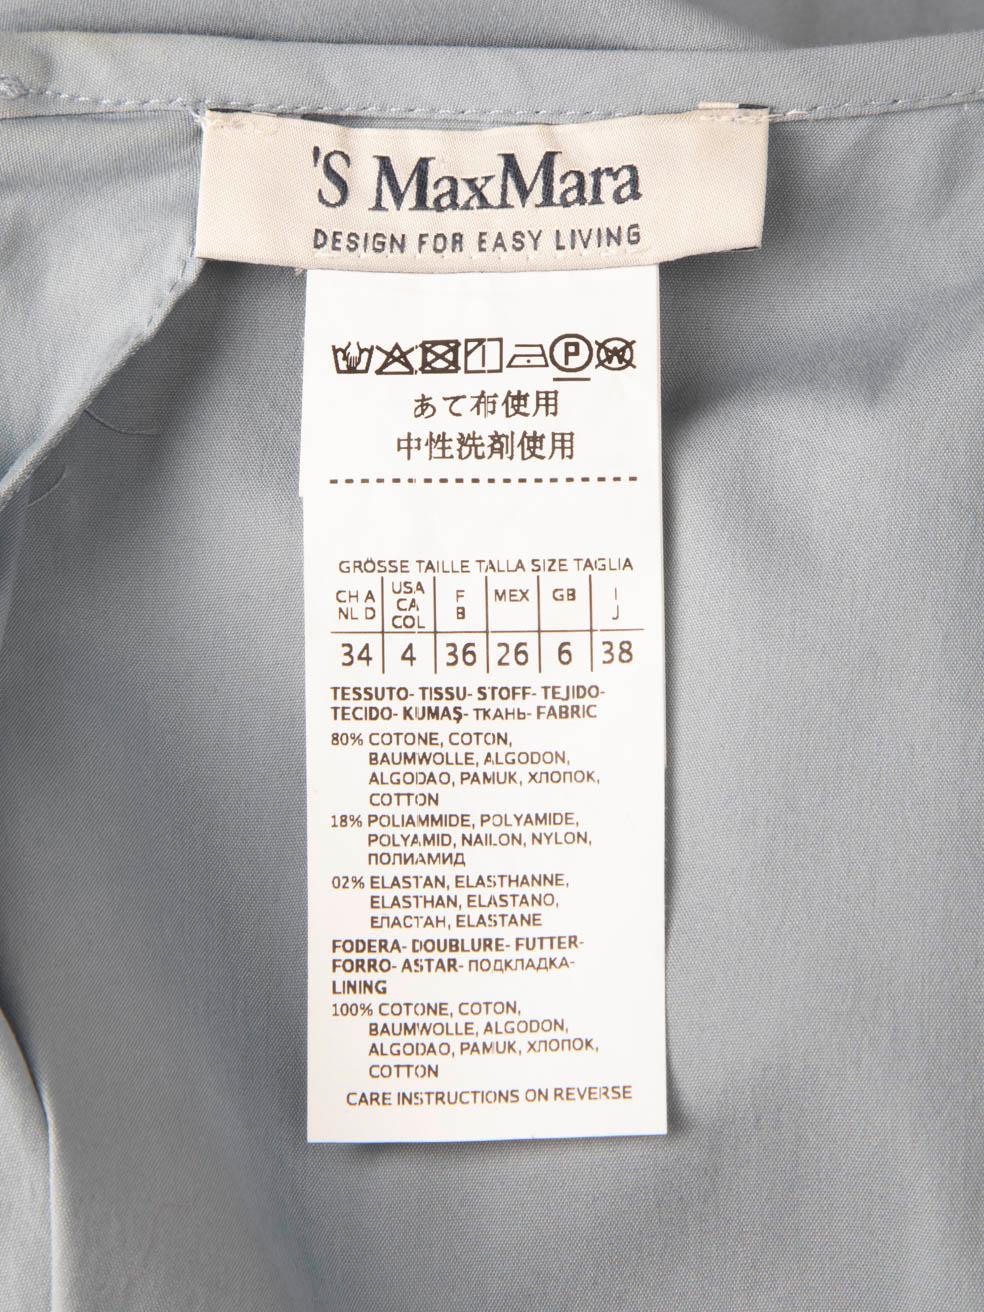 'S MaxMara
DESIGN FOR EASY LIVING
P W
あて布使用
中性洗剤使用
GRÖSSE TAILLE TALLA SIZE TAGLIA
CH A NL D USA CA COL F B MEX GB I J
34 4 36 26 6 38
TESSUTO- TISSU- STOFF- TEJIDO-
TECIDO- KUMAŞ- ТКАНЬ- FABRIC
80% COTONE, COTON,
BAUMWOLLE, ALGODON,
ALGODAO, PAMUK, ХЛОПОК,
COTTON
18% POLIAMMIDE, POLYAMIDE,
POLYAMID, NAILON, NYLON,
ПОЛИАМИД
02% ELASTAN, ELASTHANNE,
ELASTHAN, ELASTANO,
ЕЛАСТАН, ELASTANE
FODERA- DOUBLURE- FUTTER-
FORRO- ASTAR- ПОДКЛАДКА-
LINING
100% COTONE, COTON,
BAUMWOLLE, ALGODON,
ALGODAO, PAMUK, ХЛОПОК,
COTTON
CARE INSTRUCTIONS ON REVERSE